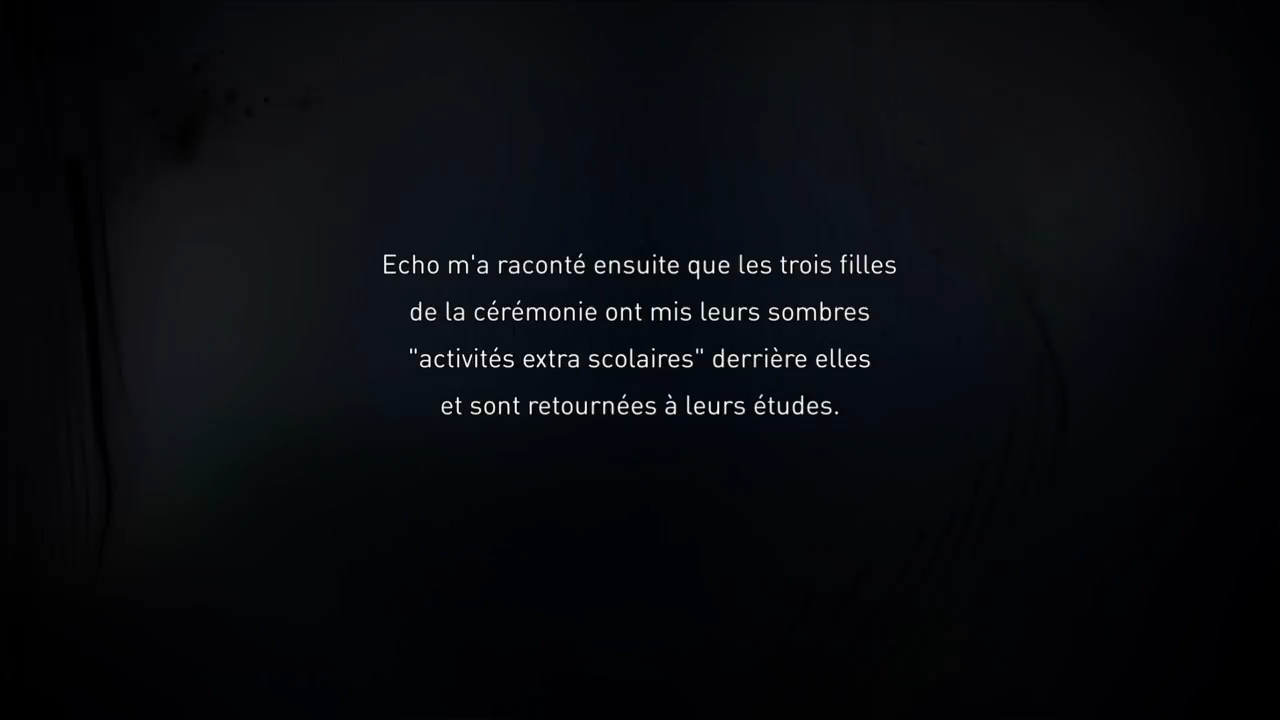 Echo m'a raconté ensuite que les trois filles
de la cérémonie ont mis leurs sombres
"activités extra scolaires" derrière elles
et sont retournées à leurs études.